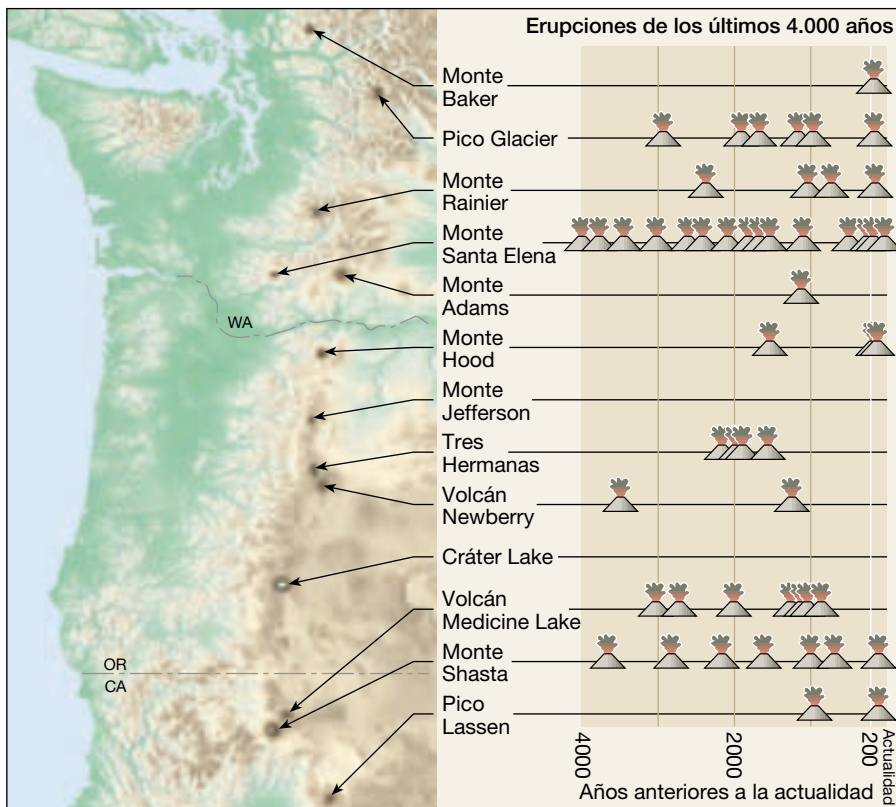 Erupciones de los últimos 4.000 años
Monte
Baker
Pico Glacier
Monte
Rainier
Monte
Santa Elena
Monte
Adams
WA
Monte
Hood
Monte
Jefferson
Tres
Hermanas
Volcán
Newberry
Cráter Lake
Volcán
Medicine Lake
Monte
Shasta
OR
CA
Pico
Lassen
4000
2000
200
Actualidad
Años anteriores a la actualidad